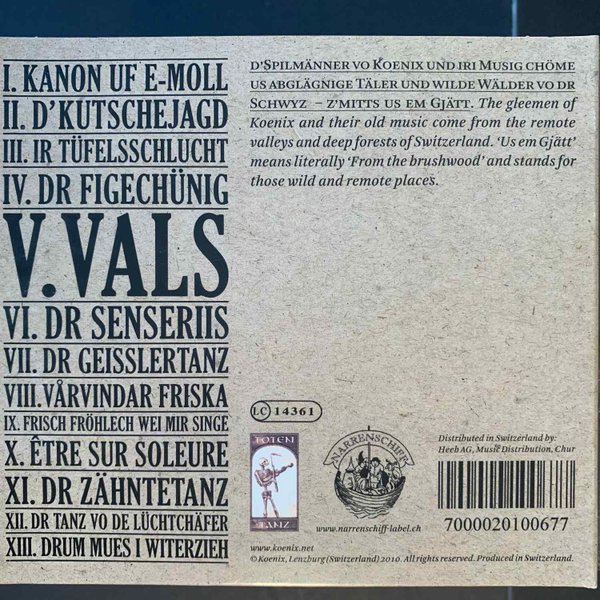 I. KANON UF E-MOLL
II. D'KUTSCHEJAGD
III. IR TÜFELSSCHLUCHT
IV. DR FIGECHÜNIG
V. VALS
VI. DR SENSERIIS
VII. DR GEISSLERTANZ
VIII. VÅRVINDAR FRISKA
IX. FRISCH FRÖHLECH WEI MIR SINGE
X. ÊTRE SUR SOLEURE
XI. DR ZÄHNTETANZ
XII. DR TANZ VO DE LÜCHTCHÄFER
XIII. DRUM MUES I WITERZIEH
D'SPILMÄNNER VO KOENIX UND IRI MUSIG CHÖME
US ABGLÄGNIGE TÄLER UND WILDE WÄLDER VO DR
SCHWYZ – Z'MITTS US EM GJÄTT. The gleemen of
Koenix and their old music come from the remote
valleys and deep forests of Switzerland. 'Us em Gjätt'
means literally 'From the brushwood' and stands for
those wild and remote places.
LC 14361
TOTEN
TANZ
NARRENSCHIFF
www.narrenschiff-label.ch
Distributed in Switzerland by:
Heeb AG, Music Distribution, Chur
7000020100677
www.koenix.net
© Koenix, Lenzburg (Switzerland) 2010. All rights reserved. Produced in Switzerland.